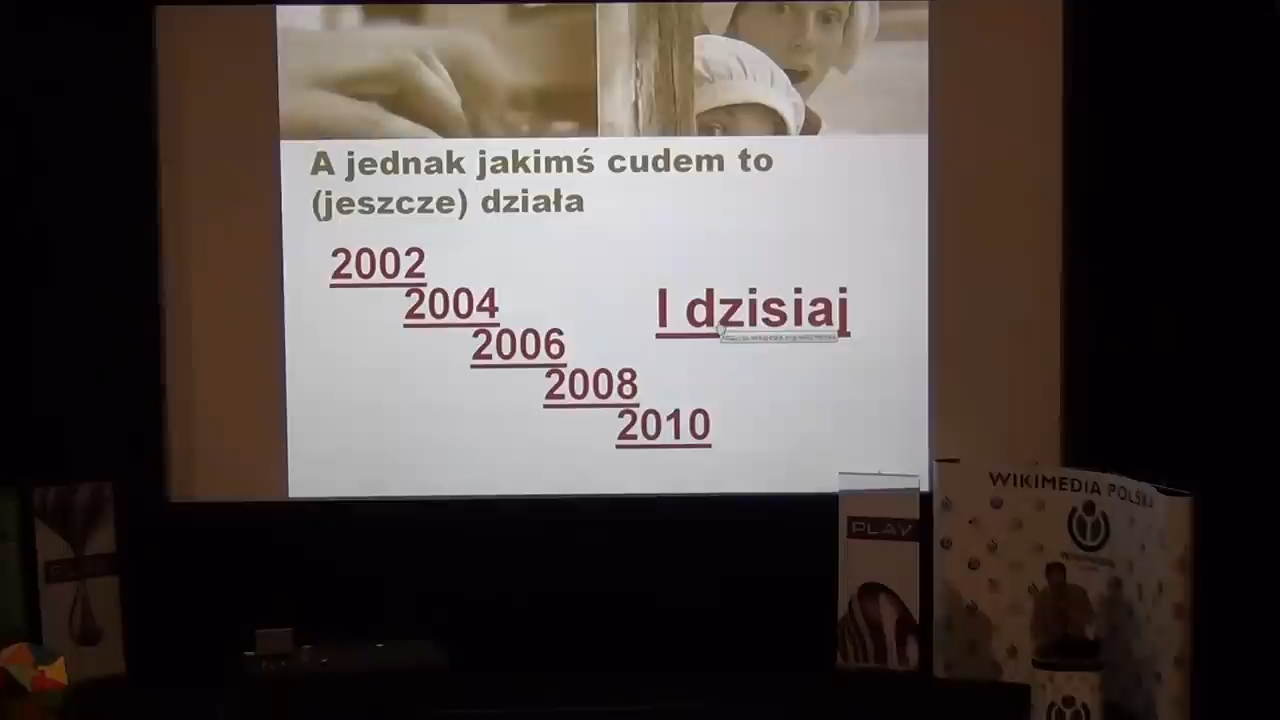 A jednak jakimś cudem to
(jeszcze) działa
2002
2004
2006
2008
2010
I dzisiaj
WIKIMEDIA POLSKA
PLAY